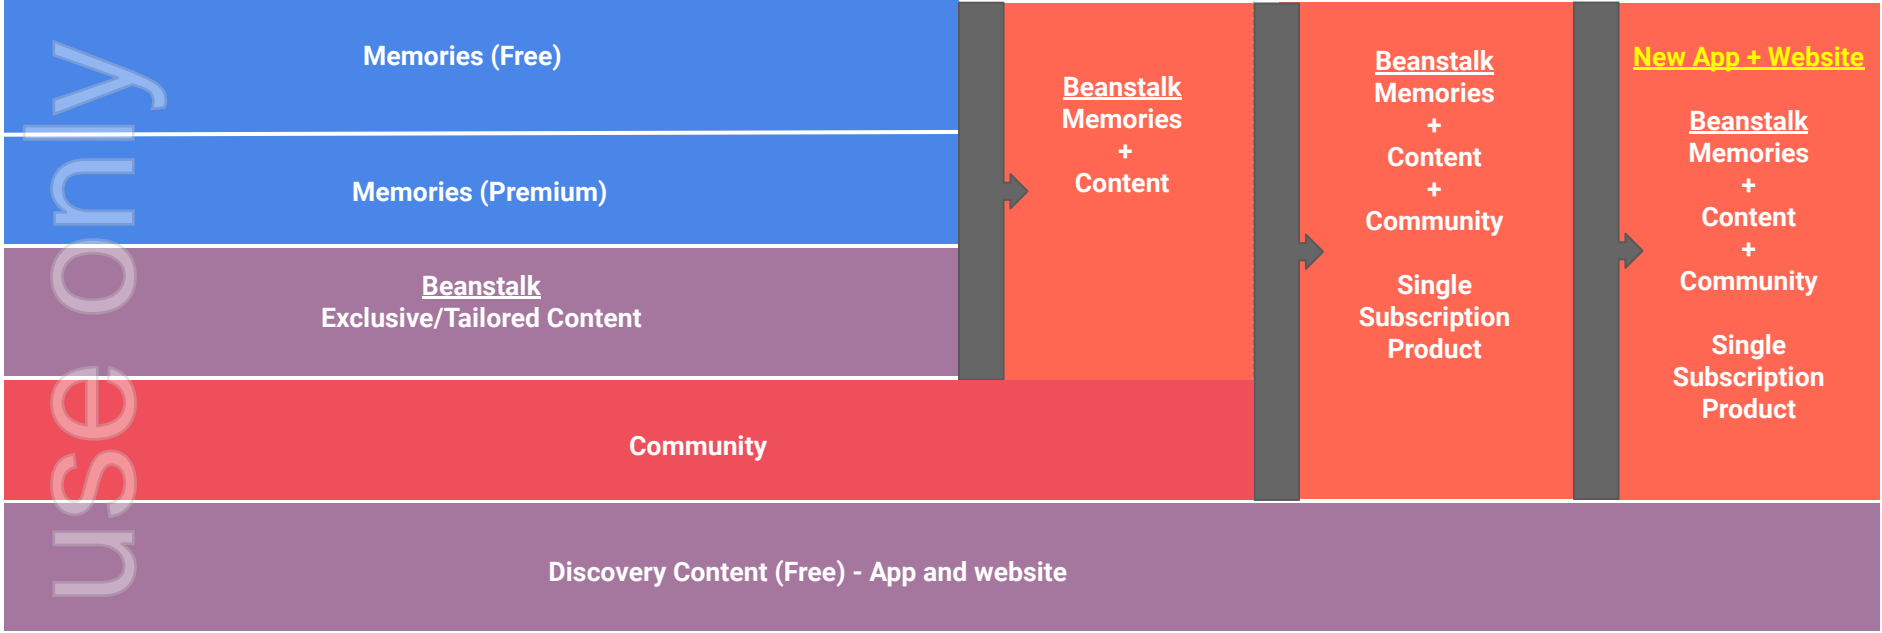 Memories (Free)
Memories (Premium)
Beanstalk
Exclusive/Tailored Content
Community
Discovery Content (Free) - App and website
Beanstalk
Memories
+
Content
Beanstalk
Memories
+
Content
+
Community
Single
Subscription
Product
New App + Website
Beanstalk
Memories
+
Content
+
Community
Single
Subscription
Product
use only